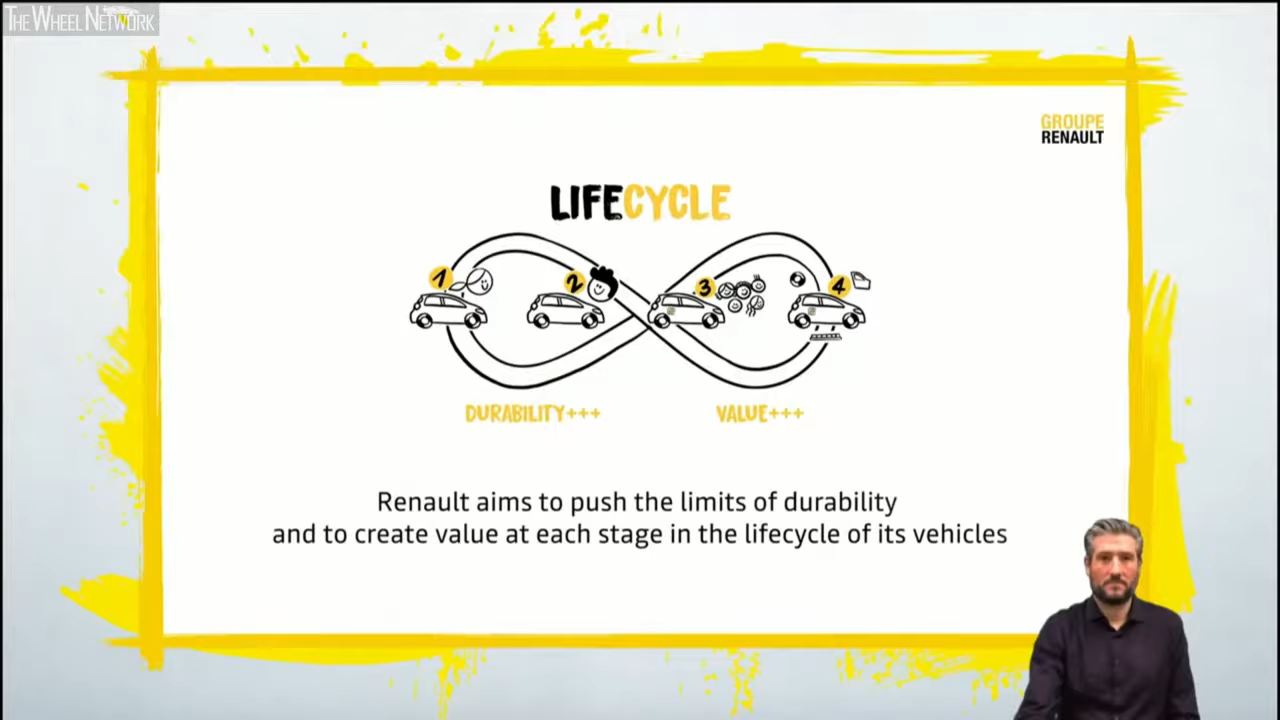 THE WHEEL NETWORK
GROUPE
RENAULT
LIFECYCLE
1
2
3
4
DURABILITY+++
VALUE+++
Renault aims to push the limits of durability
and to create value at each stage in the lifecycle of its vehicles